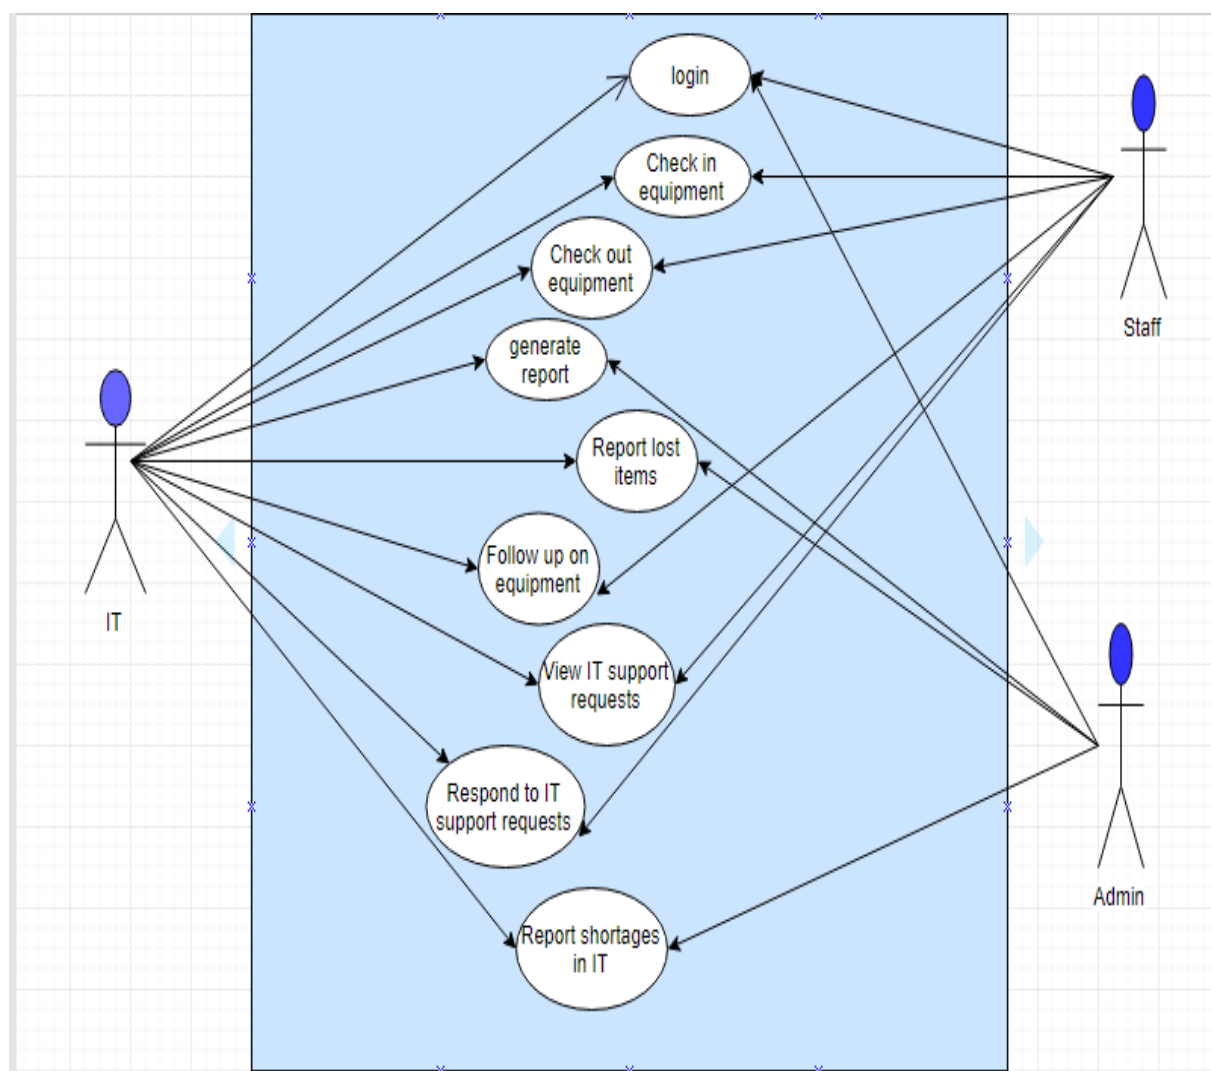 login
Check in
equipment
Check out
equipment
generate
report
Report lost
items
Follow up on
equipment
View IT support
requests
Respond to IT
support requests
Report shortages
in IT
IT
Staff
Admin